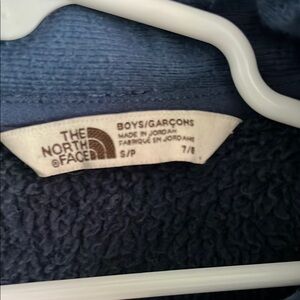 THE
NORTH
FACE
BOYS/GARÇONS
MADE IN JORDAN
FABRIQUÉ EN JORDANIE
S/P 7/8